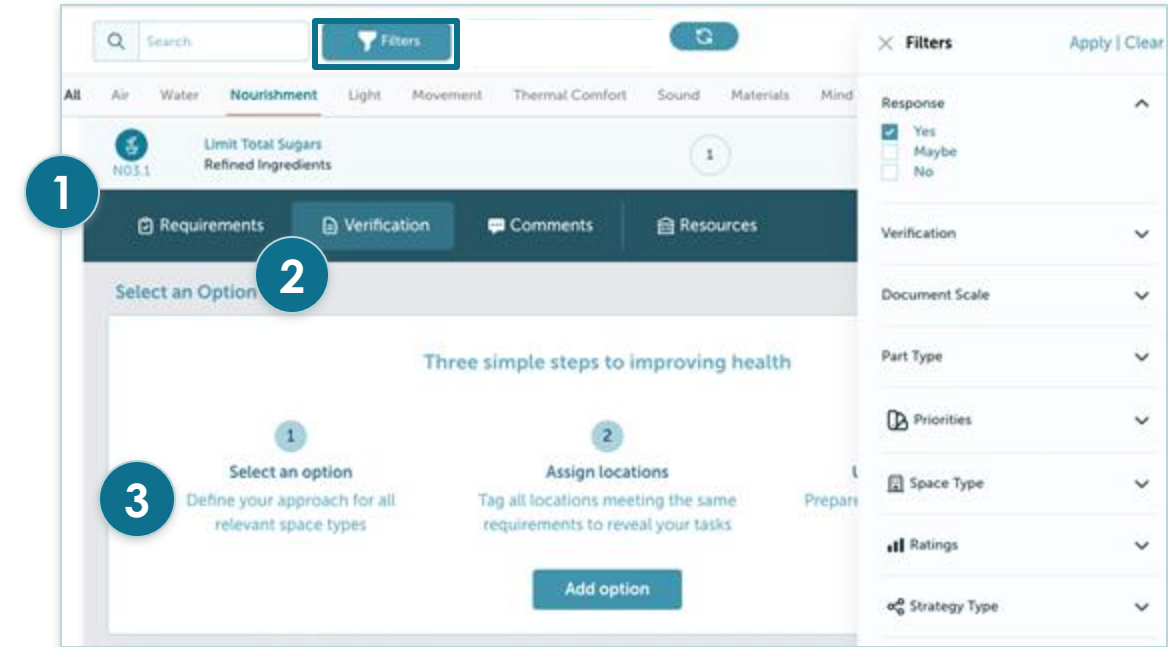 Search
Filters
All Air Water Nourishment Light Movement Thermal Comfort Sound Materials Mind
N03.1
Limit Total Sugars
Refined Ingredients
1
1
Requirements Verification Comments Resources
2
Select an Option
Three simple steps to improving health
1
Select an option
Define your approach for all
relevant space types
2
Assign locations
Tag all locations meeting the same
requirements to reveal your tasks
3
Add option
Filters
Apply | Clear
Response
Yes
Maybe
No
Verification
Document Scale
Part Type
Priorities
Space Type
Ratings
Strategy Type